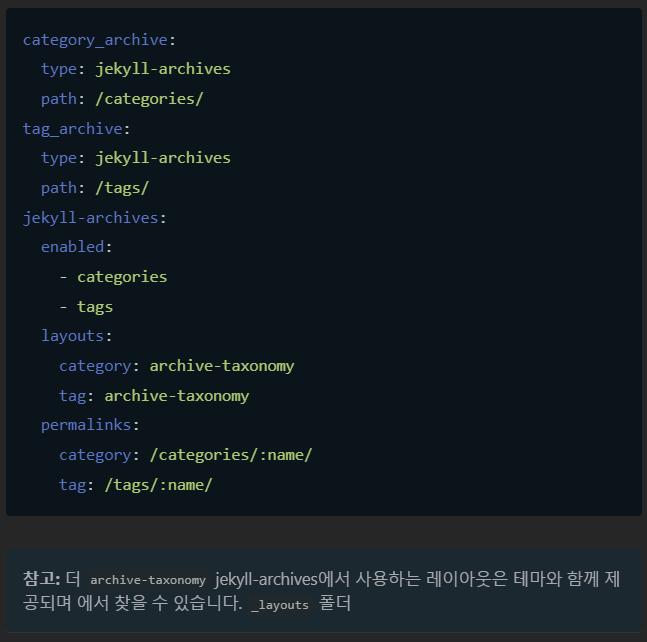 category_archive:
  type: jekyll-archives
  path: /categories/
tag_archive:
  type: jekyll-archives
  path: /tags/
jekyll-archives:
  enabled:
    - categories
    - tags
  layouts:
    category: archive-taxonomy
    tag: archive-taxonomy
  permalinks:
    category: /categories/:name/
    tag: /tags/:name/
참고: 더 archive-taxonomy jekyll-archives에서 사용하는 레이아웃은 테마와 함께 제
공되며 에서 찾을 수 있습니다. _layouts 폴더